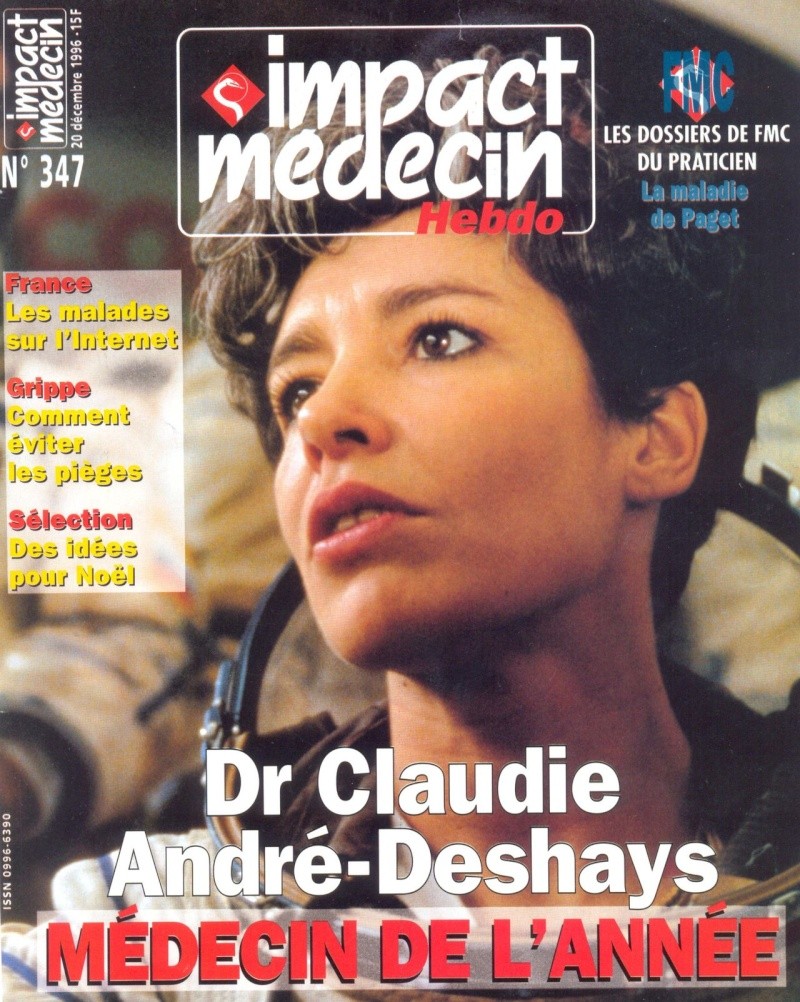 impact
médecin
20 décembre 1996 - 15F
N° 347
impact
médecin
Hebdo
FMC
LES DOSSIERS DE FMC
DU PRATICIEN
La maladie
de Paget
France
Les malades
sur l'Internet
Grippe
Comment
éviter
les pièges
Sélection
Des idées
pour Noël
ISSN 0996-6390
Dr Claudie
André-Deshays
MÉDECIN DE L'ANNÉE